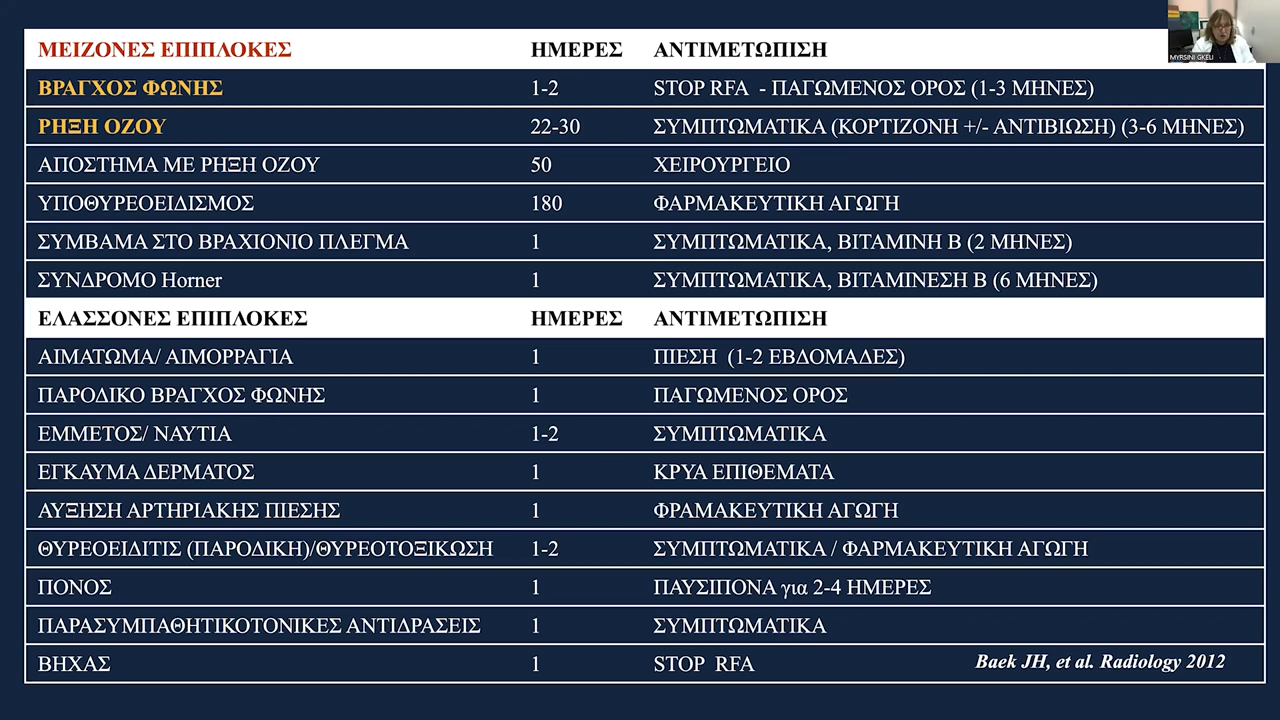 ΜΕΙΖΟΝΕΣ ΕΠΙΠΛΟΚΕΣ ΗΜΕΡΕΣ ΑΝΤΙΜΕΤΩΠΙΣΗ
MYRSINI GKELI
ΒΡΑΓΧΟΣ ΦΩΝΗΣ 1-2 STOP RFA - ΠΑΓΩΜΕΝΟΣ ΟΡΟΣ (1-3 ΜΗΝΕΣ)
ΡΗΞΗ ΟΖΟΥ 22-30 ΣΥΜΠΤΩΜΑΤΙΚΑ (ΚΟΡΤΙΖΟΝΗ +/- ΑΝΤΙΒΙΩΣΗ) (3-6 ΜΗΝΕΣ)
ΑΠΟΣΤΗΜΑ ΜΕ ΡΗΞΗ ΟΖΟΥ 50 ΧΕΙΡΟΥΡΓΕΙΟ
ΥΠΟΘΥΡΕΟΕΙΔΙΣΜΟΣ 180 ΦΑΡΜΑΚΕΥΤΙΚΗ ΑΓΩΓΗ
ΣΥΜΒΑΜΑ ΣΤΟ ΒΡΑΧΙΟΝΙΟ ΠΛΕΓΜΑ 1 ΣΥΜΠΤΩΜΑΤΙΚΑ, ΒΙΤΑΜΙΝΗ Β (2 ΜΗΝΕΣ)
ΣΥΝΔΡΟΜΟ Horner 1 ΣΥΜΠΤΩΜΑΤΙΚΑ, ΒΙΤΑΜΙΝΕΣΗ Β (6 ΜΗΝΕΣ)
ΕΛΑΣΣΟΝΕΣ ΕΠΙΠΛΟΚΕΣ ΗΜΕΡΕΣ ΑΝΤΙΜΕΤΩΠΙΣΗ
ΑΙΜΑΤΩΜΑ/ ΑΙΜΟΡΡΑΓΙΑ 1 ΠΙΕΣΗ (1-2 ΕΒΔΟΜΑΔΕΣ)
ΠΑΡΟΔΙΚΟ ΒΡΑΓΧΟΣ ΦΩΝΗΣ 1 ΠΑΓΩΜΕΝΟΣ ΟΡΟΣ
ΕΜΜΕΤΟΣ/ ΝΑΥΤΙΑ 1-2 ΣΥΜΠΤΩΜΑΤΙΚΑ
ΕΓΚΑΥΜΑ ΔΕΡΜΑΤΟΣ 1 ΚΡΥΑ ΕΠΙΘΕΜΑΤΑ
ΑΥΞΗΣΗ ΑΡΤΗΡΙΑΚΗΣ ΠΙΕΣΗΣ 1 ΦΡΑΜΑΚΕΥΤΙΚΗ ΑΓΩΓΗ
ΘΥΡΕΟΕΙΔΙΤΙΣ (ΠΑΡΟΔΙΚΗ)/ΘΥΡΕΟΤΟΞΙΚΩΣΗ 1-2 ΣΥΜΠΤΩΜΑΤΙΚΑ / ΦΑΡΜΑΚΕΥΤΙΚΗ ΑΓΩΓΗ
ΠΟΝΟΣ 1 ΠΑΥΣΙΠΟΝΑ για 2-4 ΗΜΕΡΕΣ
ΠΑΡΑΣΥΜΠΑΘΗΤΙΚΟΤΟΝΙΚΕΣ ΑΝΤΙΔΡΑΣΕΙΣ 1 ΣΥΜΠΤΩΜΑΤΙΚΑ
ΒΗΧΑΣ 1 STOP RFA
Baek JH, et al. Radiology 2012